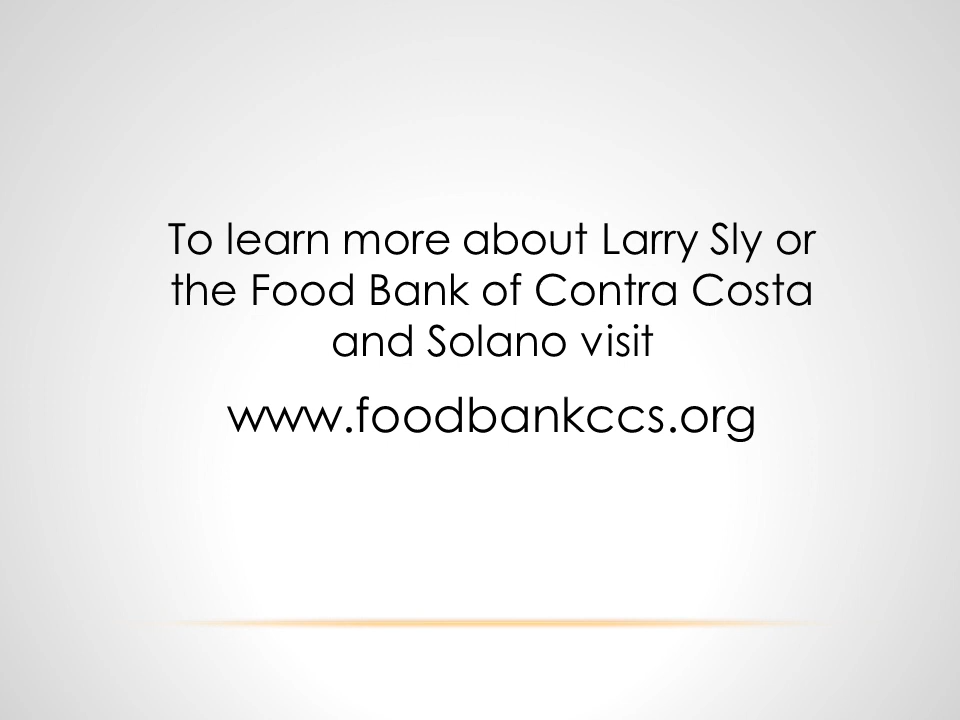 To learn more about Larry Sly or
the Food Bank of Contra Costa
and Solano visit
www.foodbankccs.org